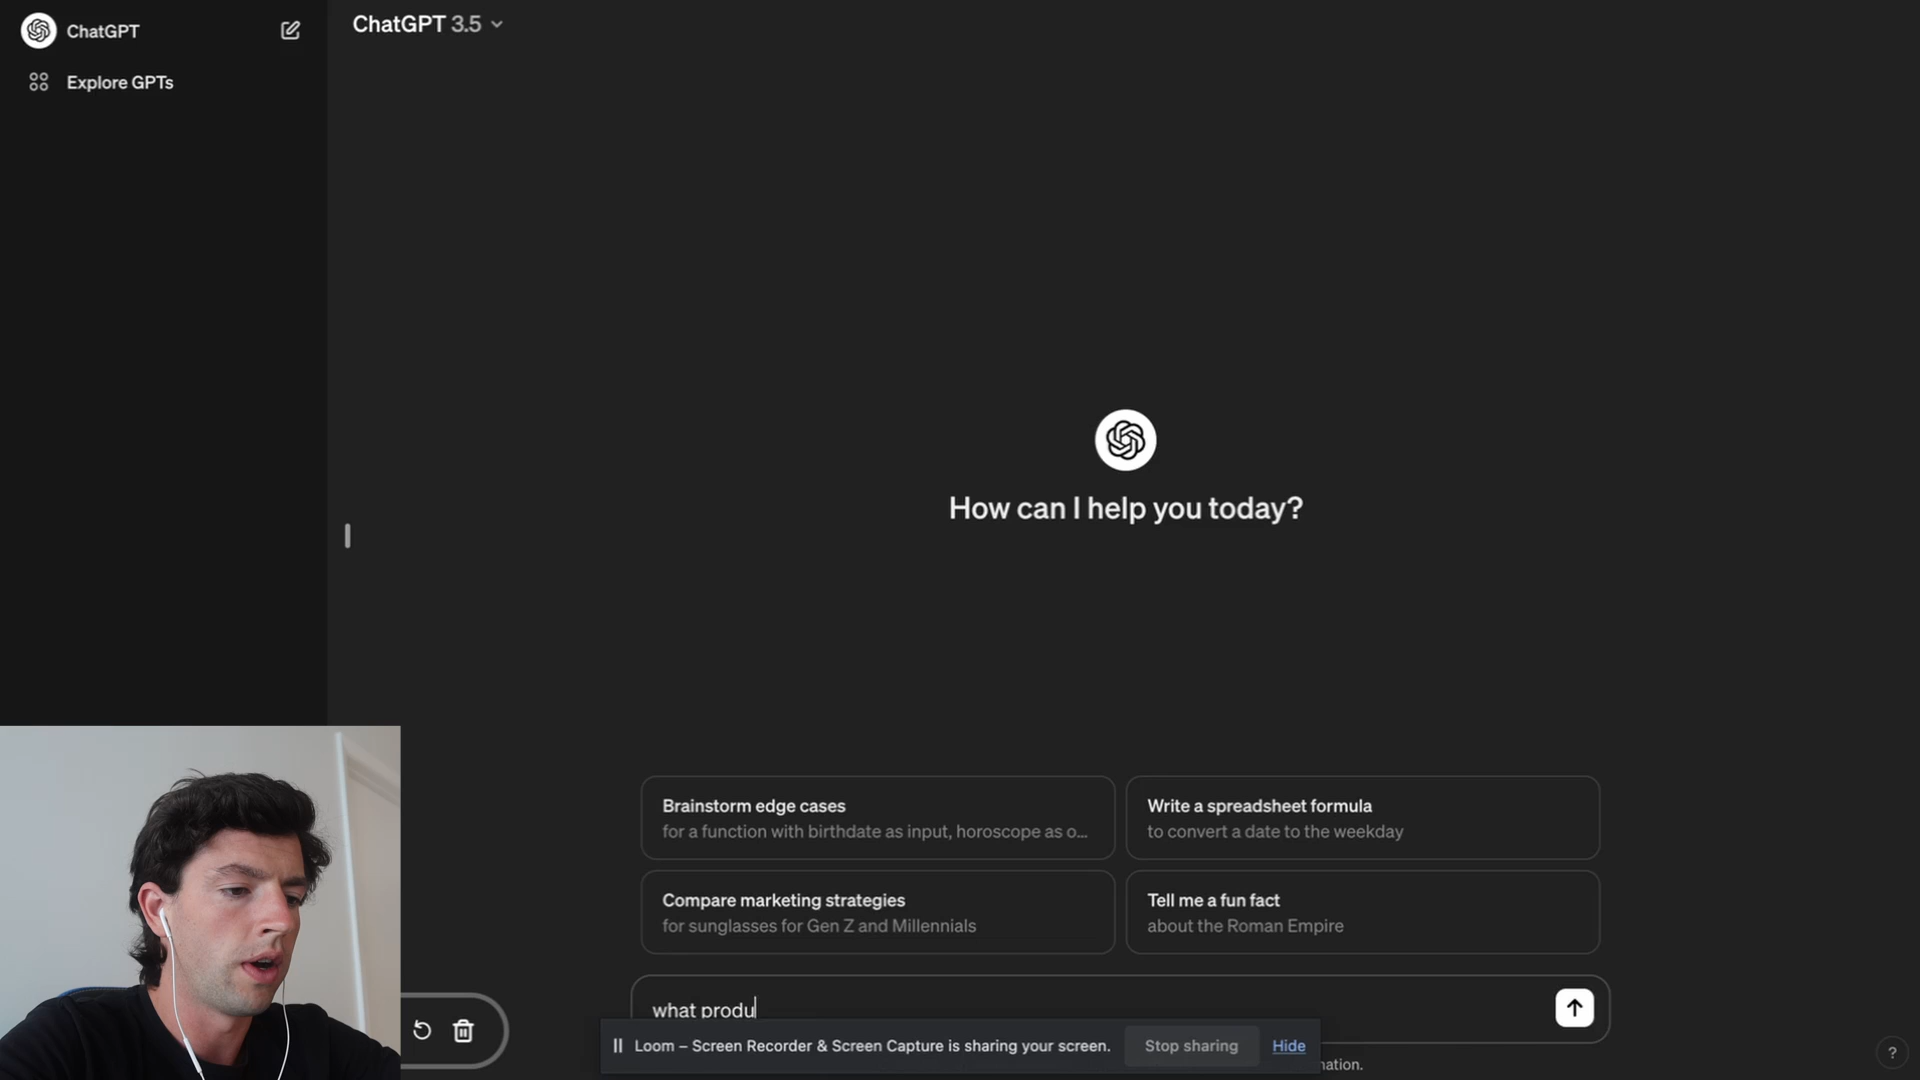 ChatGPT
Explore GPTs
ChatGPT 3.5
How can I help you today?
Brainstorm edge cases
for a function with birthdate as input, horoscope as o...
Write a spreadsheet formula
to convert a date to the weekday
Compare marketing strategies
for sunglasses for Gen Z and Millennials
Tell me a fun fact
about the Roman Empire
what produ
Loom – Screen Recorder & Screen Capture is sharing your screen.
Stop sharing
Hide
mation.
?